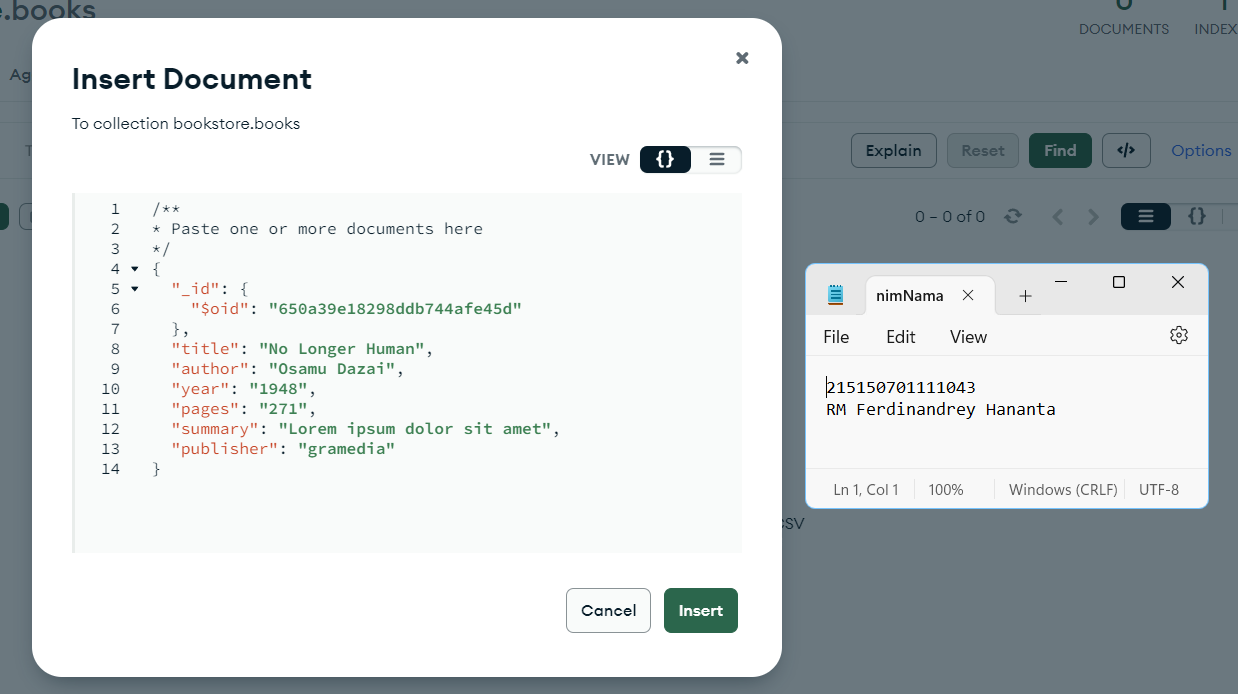 .books
DOCUMENTS
INDEX
Ag
Insert Document
To collection bookstore.books
VIEW {}
Explain Reset Find </> Options
0 – 0 of 0
{}
1 /**
2 * Paste one or more documents here
3 */
4 {
5 "_id": {
6 "$oid": "650a39e18298ddb744afe45d"
7 },
8 "title": "No Longer Human",
9 "author": "Osamu Dazai",
10 "year": "1948",
11 "pages": "271",
12 "summary": "Lorem ipsum dolor sit amet",
13 "publisher": "gramedia"
14 }
Cancel Insert
nimNama
File Edit View
215150701111043
RM Ferdinandrey Hananta
Ln 1, Col 1 100% Windows (CRLF) UTF-8
CSV